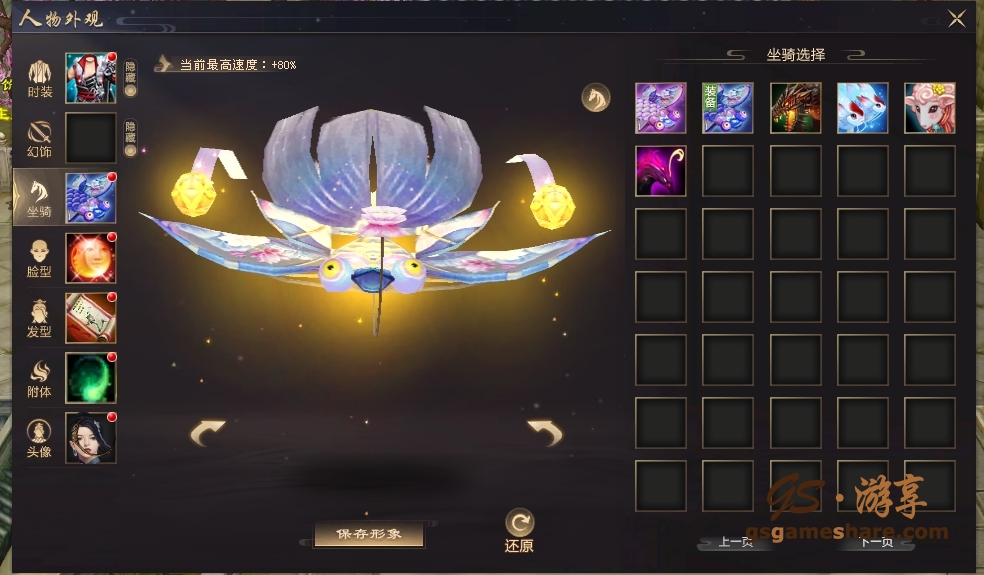 人物外观
当前最高速度：+80%
坐骑选择
时装
隐藏
装备
幻饰
隐藏
坐骑
脸型
发型
附体
头像
保存形象
还原
GS·游享
gsgameshare.com
上一页
下一页